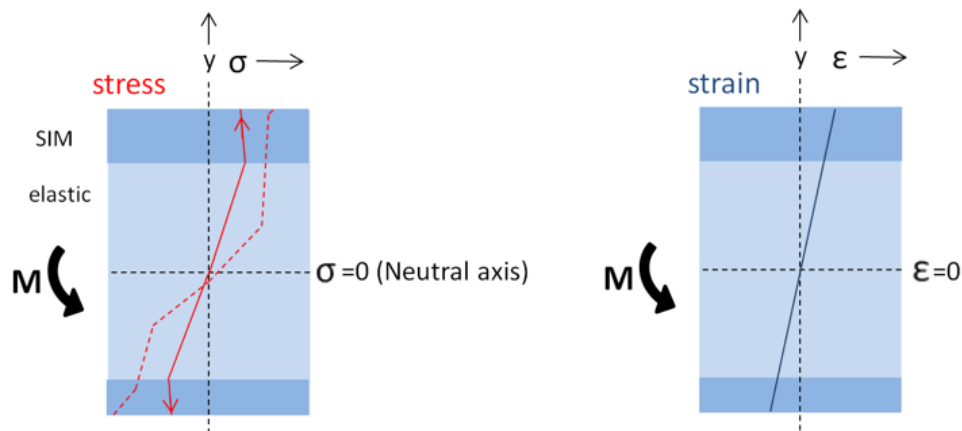 y σ
stress
SIM
elastic
M
σ=0 (Neutral axis)
y ε
strain
M
ε=0